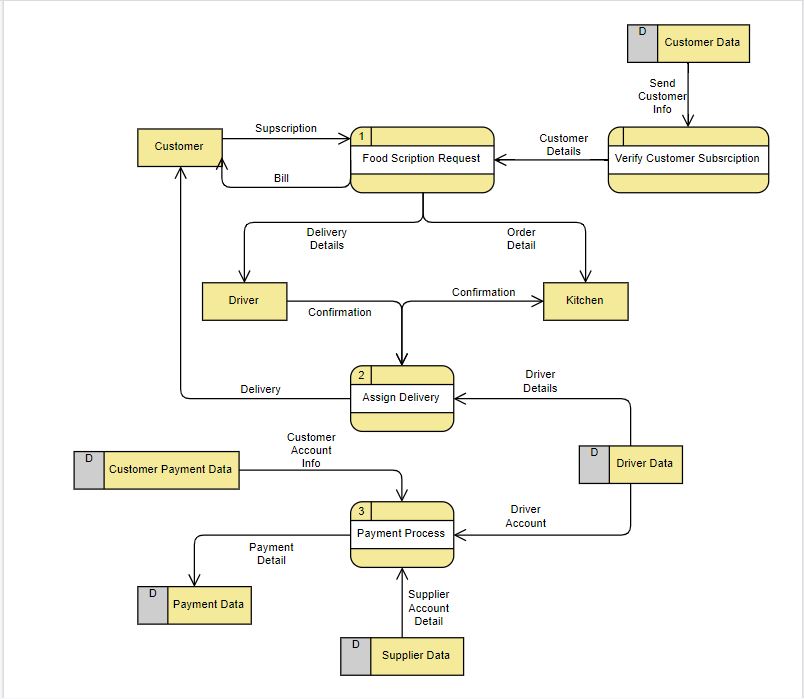 D
Customer Data
Send
Customer
Info
Customer
Supscription
1
Food Scription Request
Customer
Details
Verify Customer Subsrciption
Bill
Delivery
Details
Order
Detail
Driver
Confirmation
Confirmation
Kitchen
2
Assign Delivery
Delivery
Driver
Details
D
Customer Payment Data
Customer
Account
Info
D
Driver Data
3
Payment Process
Driver
Account
Payment
Detail
D
Payment Data
Supplier
Account
Detail
D
Supplier Data